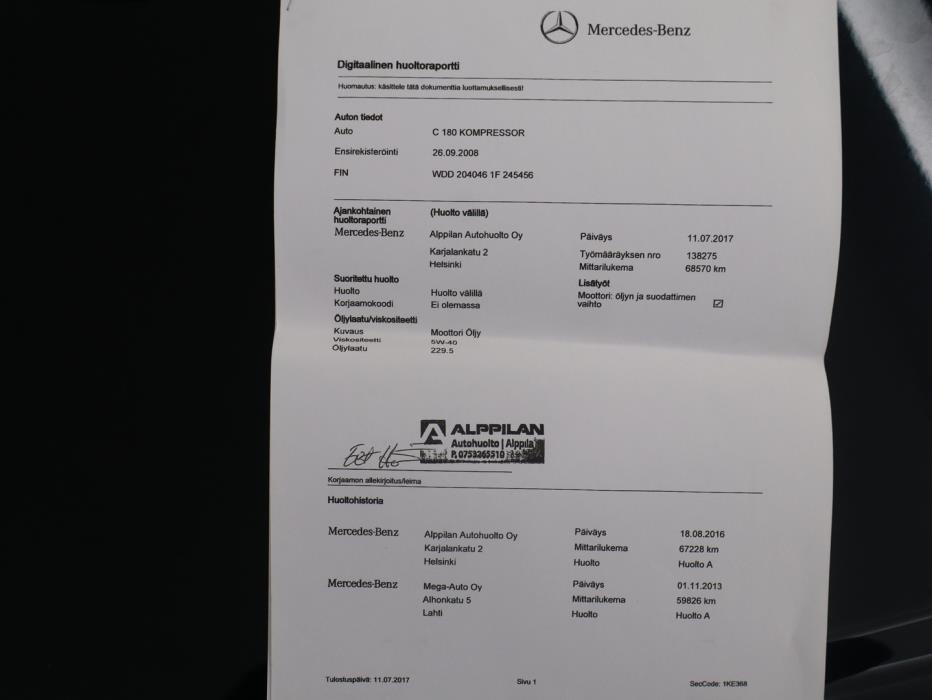 Mercedes-Benz
Digitaalinen huoltoraportti
Huomautus: käsittele tätä dokumenttia luottamuksellisesti!
Auton tiedot
Auto C 180 KOMPRESSOR
Ensirekisteröinti 26.09.2008
FIN WDD 204046 1F 245456
Ajankohtainen (Huolto välillä)
huoltoraportti
Mercedes-Benz Alppilan Autohuolto Oy Päiväys 11.07.2017
Karjalankatu 2 Työmääräyksen nro 138275
Helsinki Mittarilukema 68570 km
Suoritettu huolto Lisätyöt
Huolto Huolto välillä Moottori: öljyn ja suodattimen
Korjaamokoodi Ei olemassa vaihto
Öljylaatu/viskositeetti
Kuvaus Moottori Öljy
Viskositeetti 5W-40
Öljylaatu 229.5
ALPPILAN
Autohuolto | Alppila
P. 0753265510
Korjaamon allekirjoitus/leima
Huoltohistoria
Mercedes-Benz Alppilan Autohuolto Oy Päiväys 18.08.2016
Karjalankatu 2 Mittarilukema 67228 km
Helsinki Huolto Huolto A
Mercedes-Benz Mega-Auto Oy Päiväys 01.11.2013
Alhonkatu 5 Mittarilukema 59826 km
Lahti Huolto Huolto A
Tulostuspäivä: 11.07.2017 Sivu 1 SecCode: 1KE368